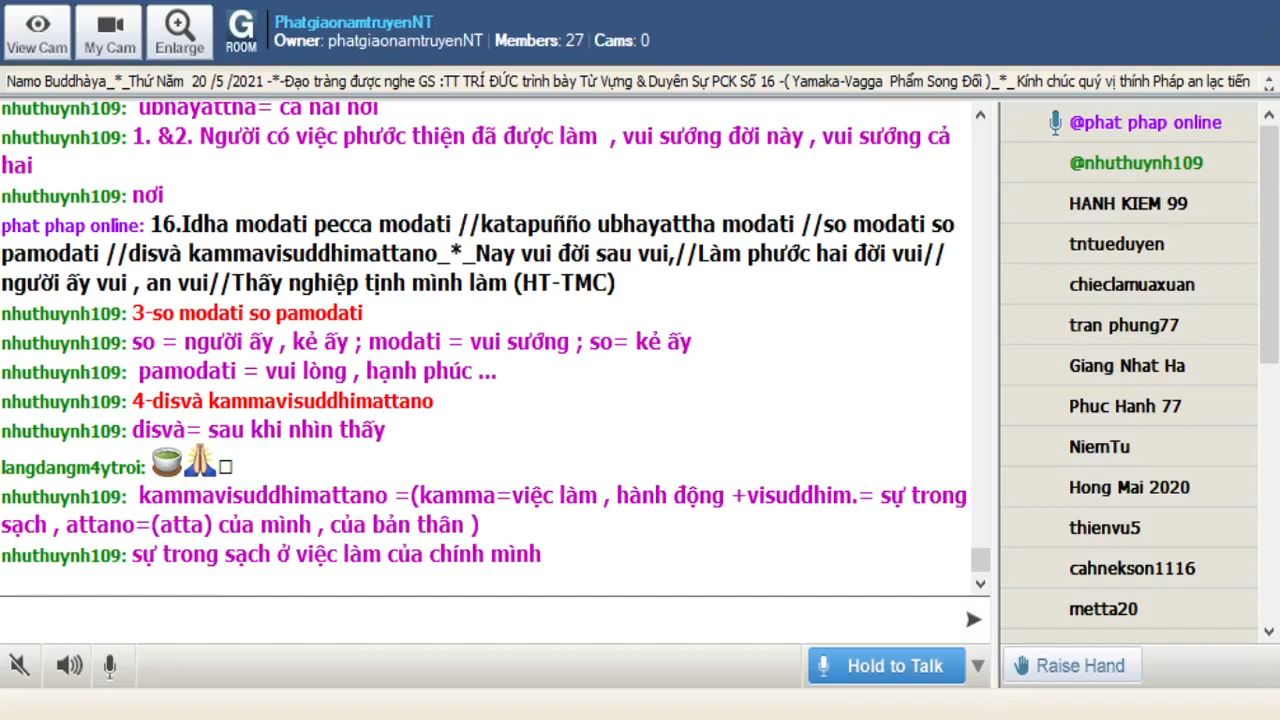 View Cam
My Cam
Enlarge
G
ROOM
PhatgiaonamtruyenNT
Owner: phatgiaonamtruyenNT | Members: 27 | Cams: 0
Namo Buddhàya_*_Thứ Năm 20 /5 /2021 -*-Đạo tràng được nghe GS :TT TRÍ ĐỨC trình bày Từ Vựng & Duyên Sự PCK Số 16 -( Yamaka-Vagga Phẩm Song Đối )_*_ Kính chúc quý vị thính Pháp an lạc tiến
nhuthuynh109: ubhayattha= cả hai nơi
nhuthuynh109: 1. &2. Người có việc phước thiện đã được làm , vui sướng đời này , vui sướng cả
hai
nhuthuynh109: nơi
phat phap online: 16.Idha modati pecca modati //katapuñño ubhayattha modati //so modati so
pamodati //disvà kammavisuddhimattano_*_Nay vui đời sau vui,//Làm phước hai đời vui//
người ấy vui , an vui//Thấy nghiệp tịnh mình làm (HT-TMC)
nhuthuynh109: 3-so modati so pamodati
nhuthuynh109: so = người ấy , kẻ ấy ; modati = vui sướng ; so= kẻ ấy
nhuthuynh109: pamodati = vui lòng , hạnh phúc ...
nhuthuynh109: 4-disvà kammavisuddhimattano
nhuthuynh109: disvà= sau khi nhìn thấy
langdangm4ytroi: 🍵🙏□
nhuthuynh109: kammavisuddhimattano =(kamma=việc làm , hành động +visuddhim.= sự trong
sạch , attano=(atta) của mình , của bản thân )
nhuthuynh109: sự trong sạch ở việc làm của chính mình
@phat phap online
@nhuthuynh109
HANH KIEM 99
tntueduyen
chieclamuaxuan
tran phung77
Giang Nhat Ha
Phuc Hanh 77
NiemTu
Hong Mai 2020
thienvu5
cahnekson1116
metta20
Hold to Talk
Raise Hand